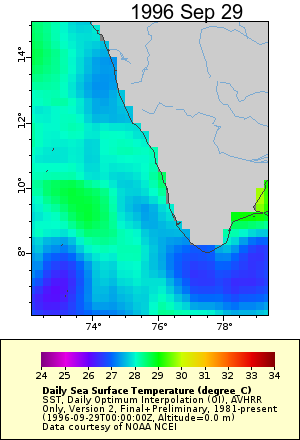 1996 Sep 29
14°
12°
10°
8°
74°
76°
78°
24 25 26 27 28 29 30 31 32 33 34
Daily Sea Surface Temperature (degree_C)
SST, Daily Optimum Interpolation (OI), AVHRR
Only, Version 2, Final+Preliminary, 1981-present
(1996-09-29T00:00:00Z, Altitude=0.0 m)
Data courtesy of NOAA NCEI